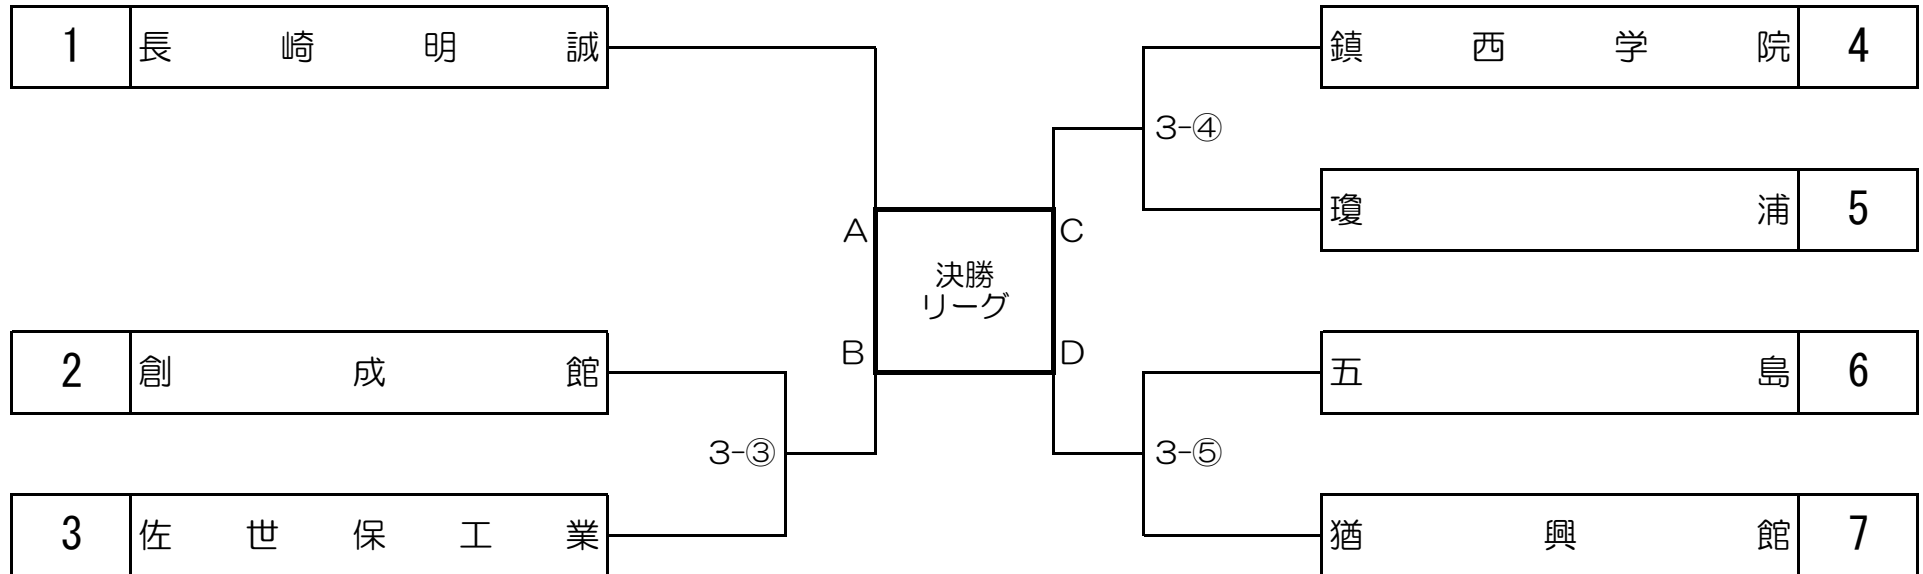 1 長崎明誠
鎮西学院 4
3-④
瓊浦 5
A
C
決勝
リーグ
B
D
2 創成館
五島 6
3-③
3-⑤
3 佐世保工業
猶興館 7